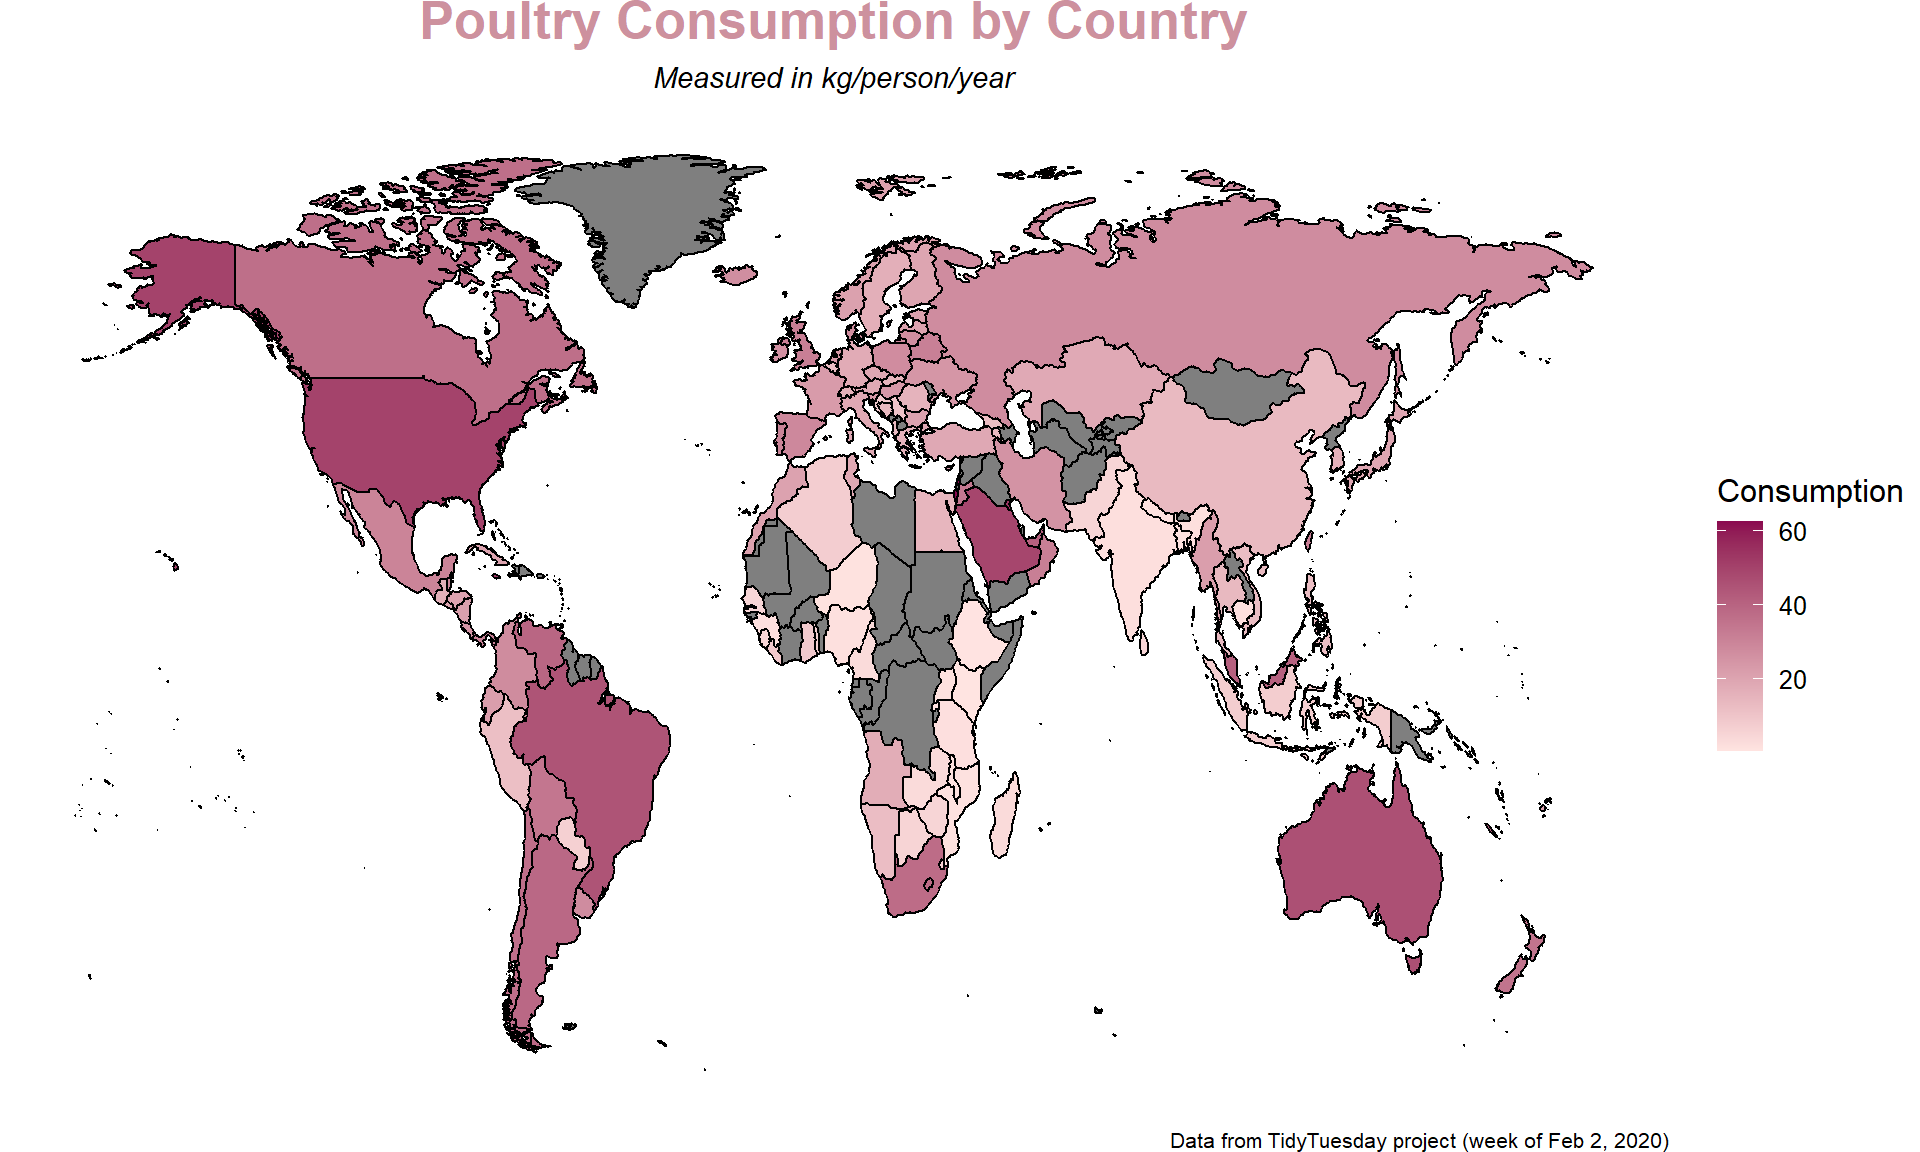 Poultry Consumption by Country
Measured in kg/person/year
Consumption
60
40
20
Data from TidyTuesday project (week of Feb 2, 2020)